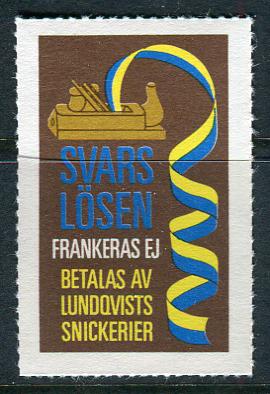 SVARS
LÖSEN
FRANKERAS EJ
BETALAS AV
LUNDQVISTS
SNICKERIER